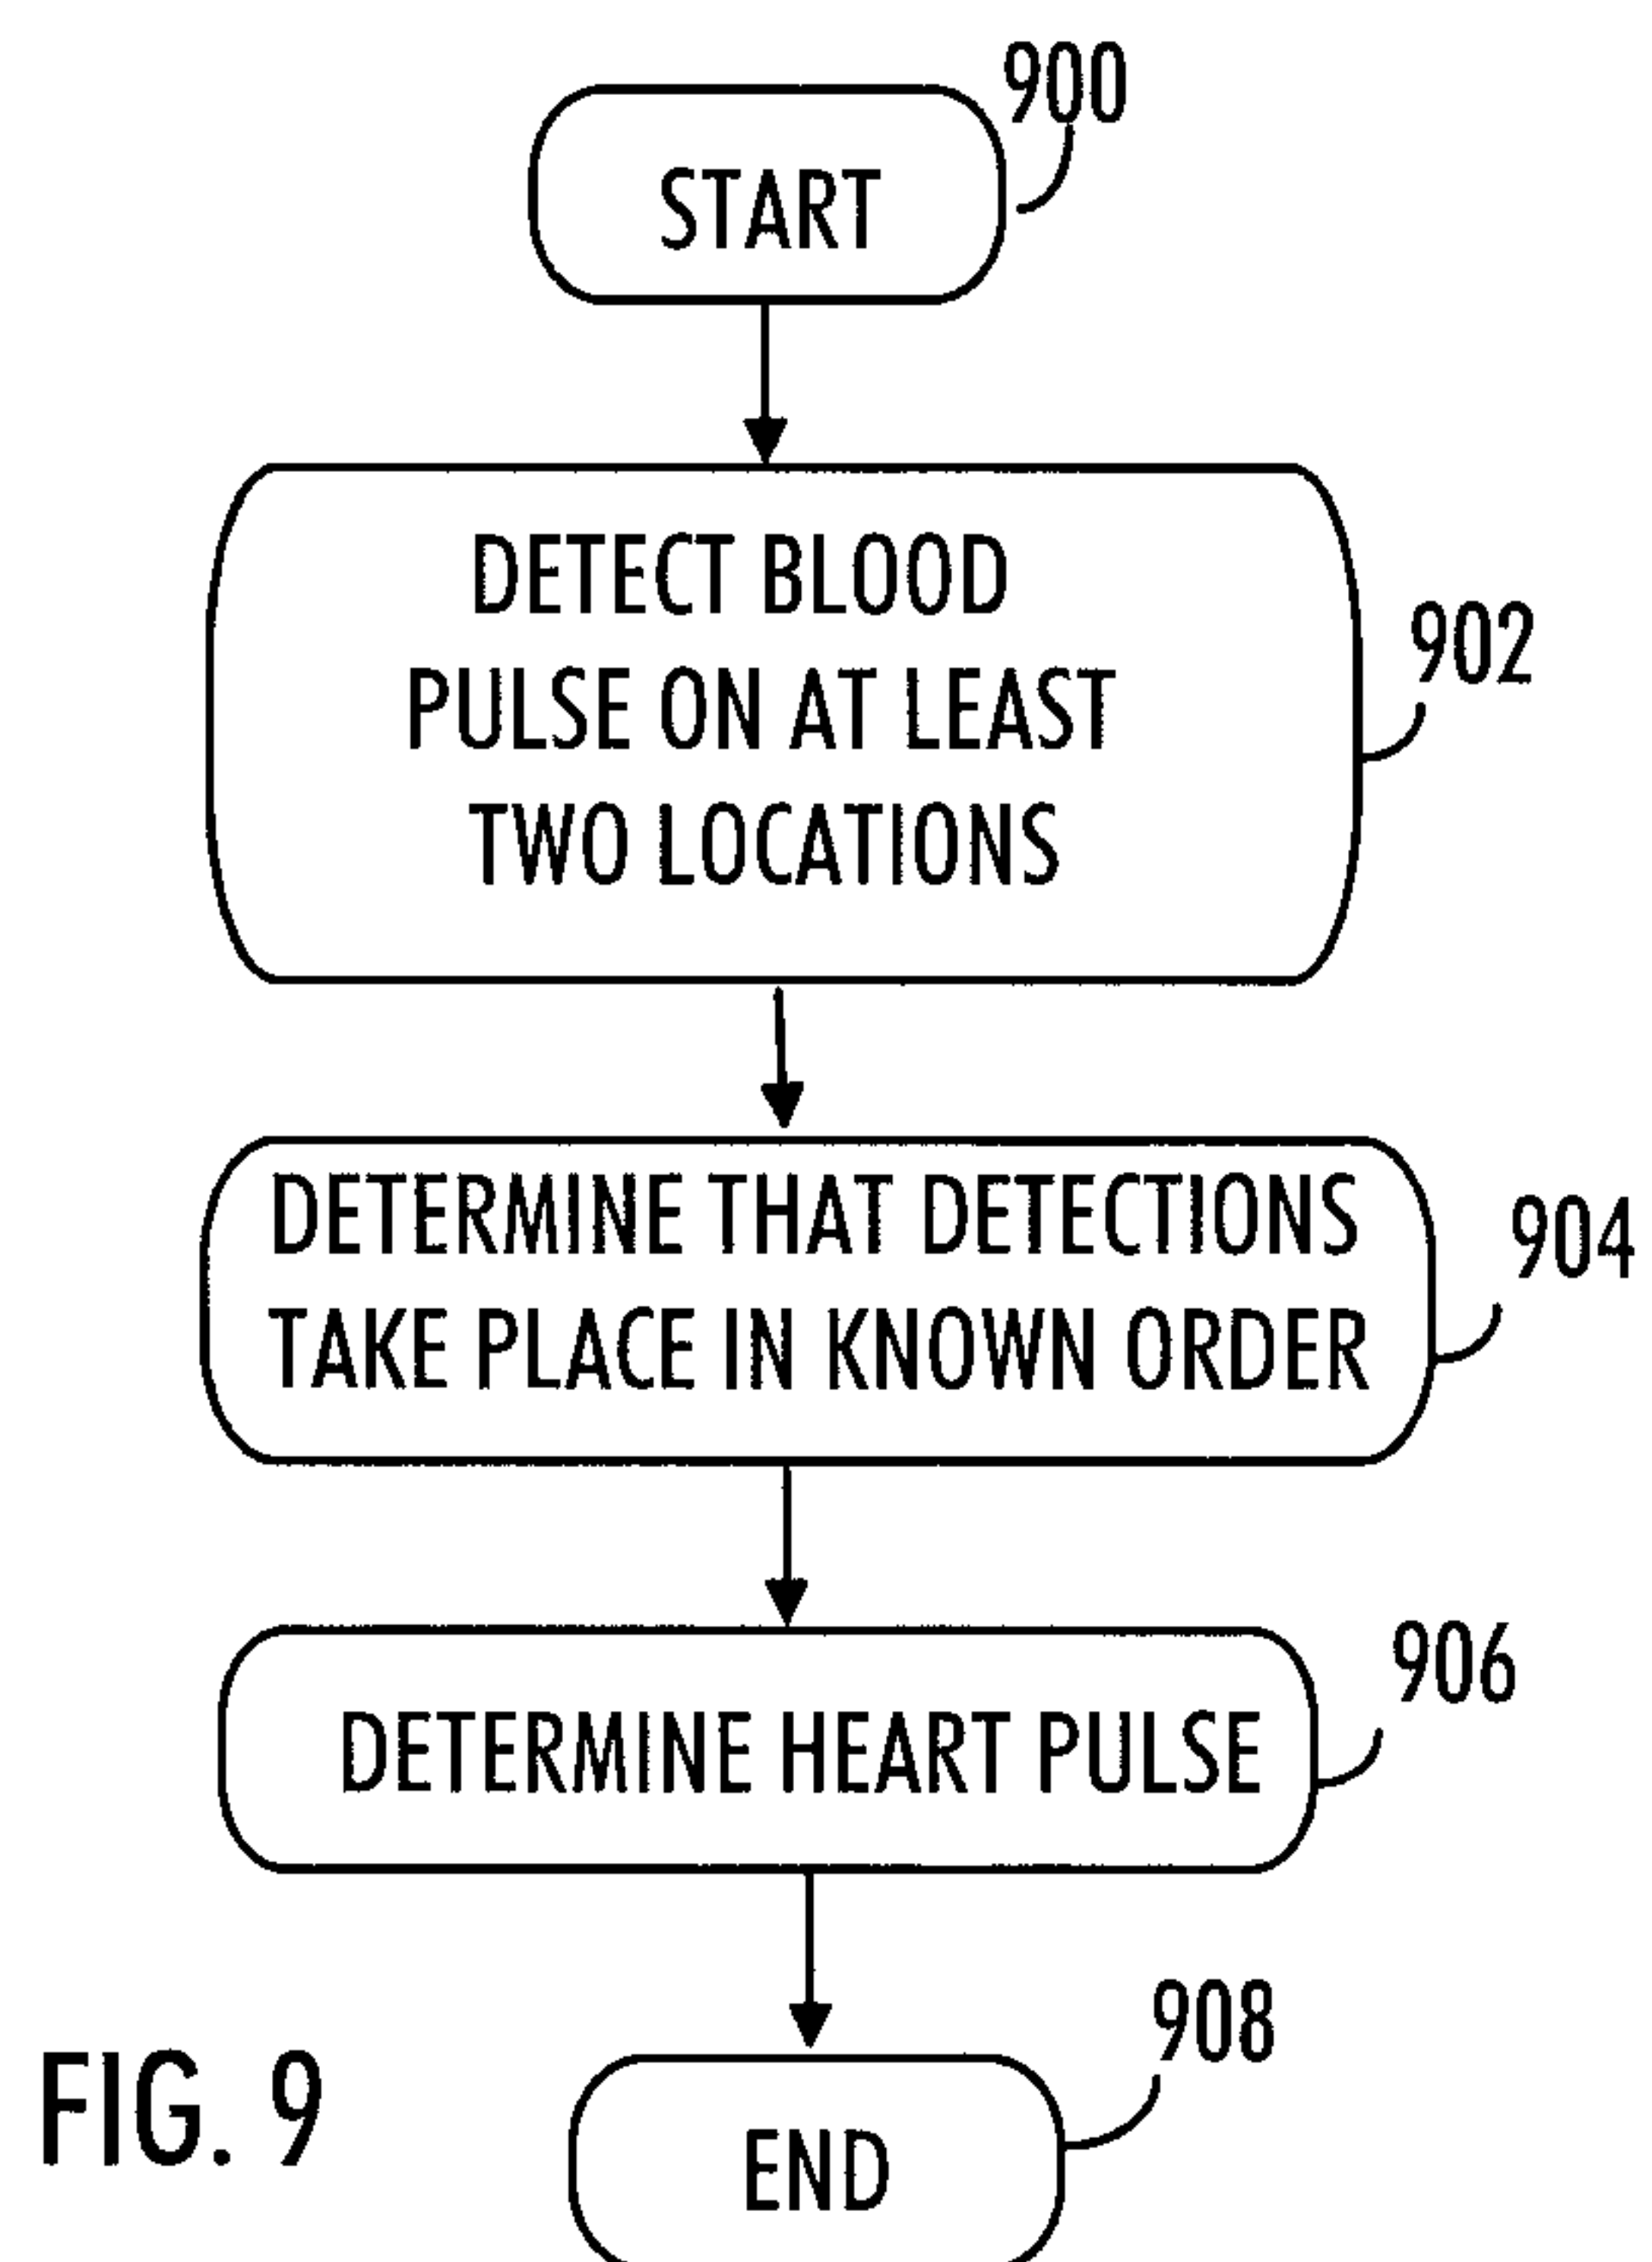 900
START
DETECT BLOOD
PULSE ON AT LEAST
TWO LOCATIONS
902
DETERMINE THAT DETECTIONS
TAKE PLACE IN KNOWN ORDER
904
906
DETERMINE HEART PULSE
908
END
FIG. 9